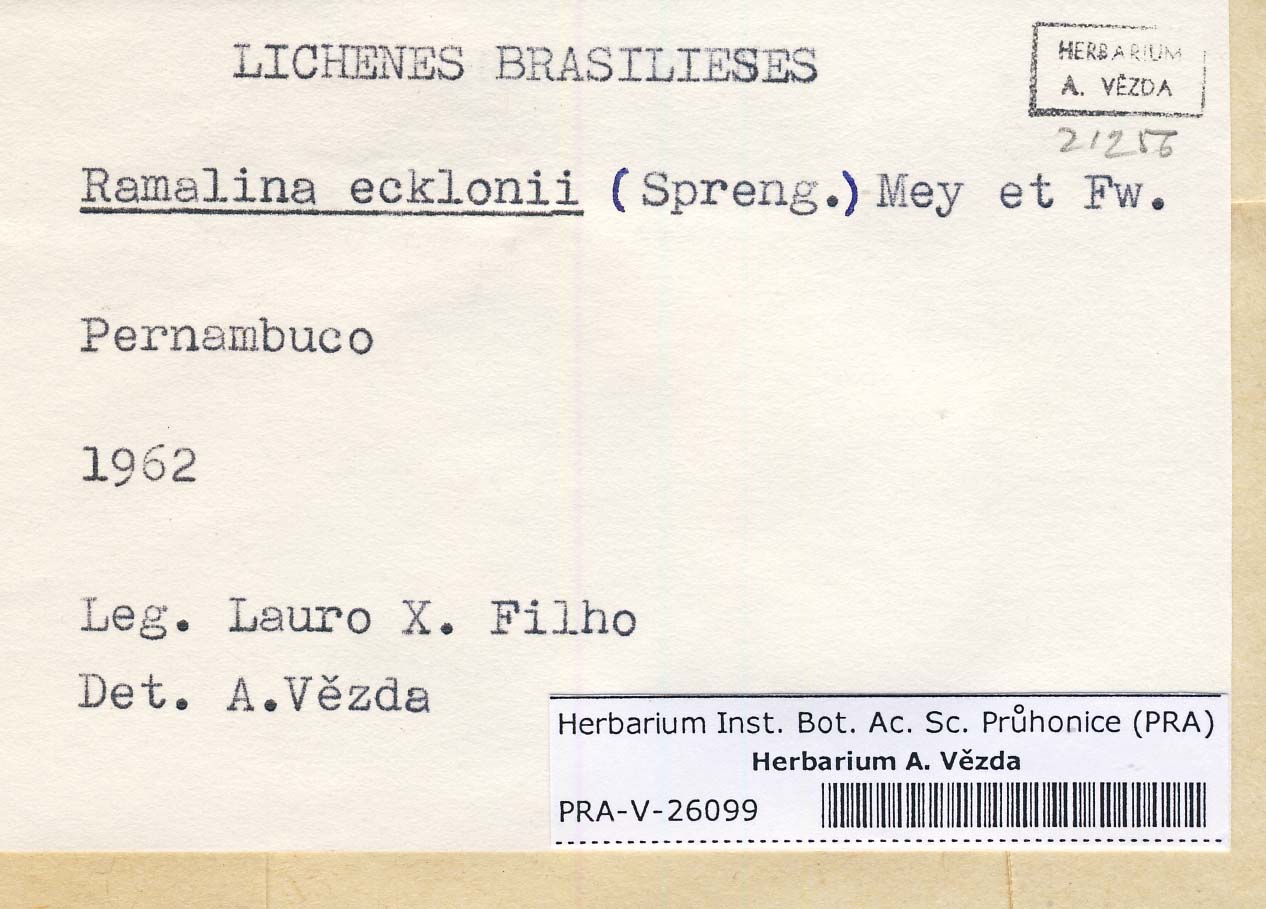 LICHENES BRASILIESES
HERBARIUM
A. VĚZDA
21256
Ramalina ecklonii (Spreng.) Mey et Fw.
Pernambuco
1962
Leg. Lauro X. Filho
Det. A.Vězda
Herbarium Inst. Bot. Ac. Sc. Průhonice (PRA)
Herbarium A. Vězda
PRA-V-26099